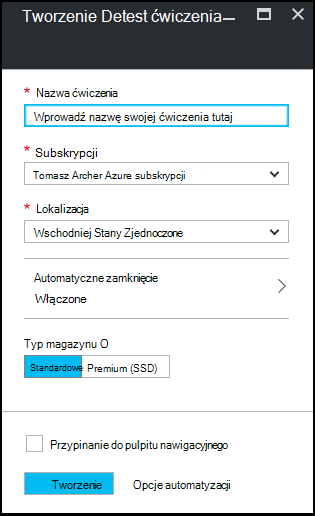 Tworzenie Detest ćwiczenia
* Nazwa ćwiczenia
Wprowadź nazwę swojej ćwiczenia tutaj
* Subskrypcji
Tomasz Archer Azure subskrypcji
* Lokalizacja
Wschodniej Stany Zjednoczone
Automatyczne zamknięcie
Włączone
Typ magazynu O
Standardowe Premium (SSD)
Przypinanie do pulpitu nawigacyjnego
Tworzenie Opcje automatyzacji